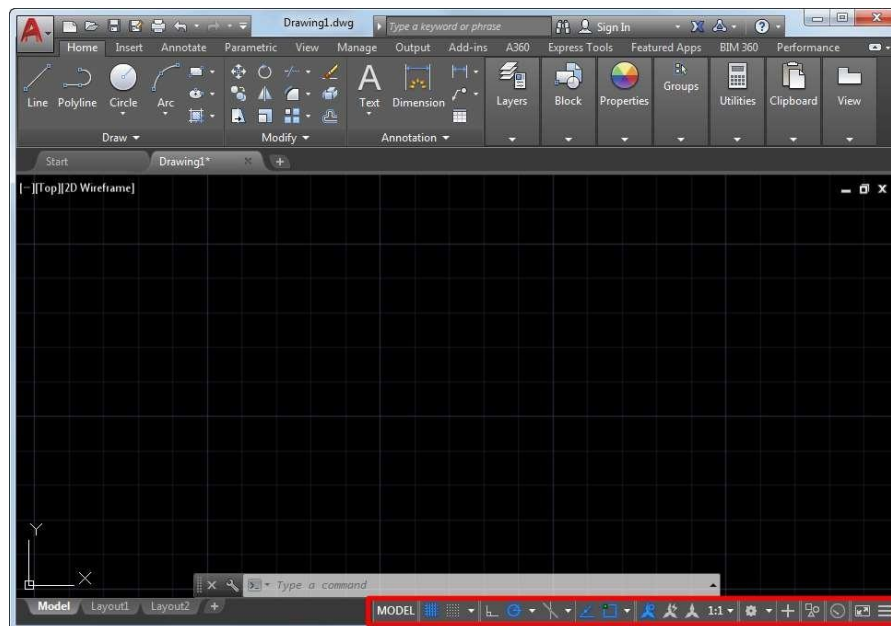 A Drawing1.dwg Type a keyword or phrase Sign In ?
Home Insert Annotate Parametric View Manage Output Add-ins A360 Express Tools Featured Apps BIM 360 Performance
A
Line Polyline Circle Arc Text Dimension Layers Block Properties Groups Utilities Clipboard View
Draw Modify Annotation
Start Drawing1* +
[−][Top][2D Wireframe]
Y
X
Type a command
Model Layout1 Layout2 + MODEL 1:1